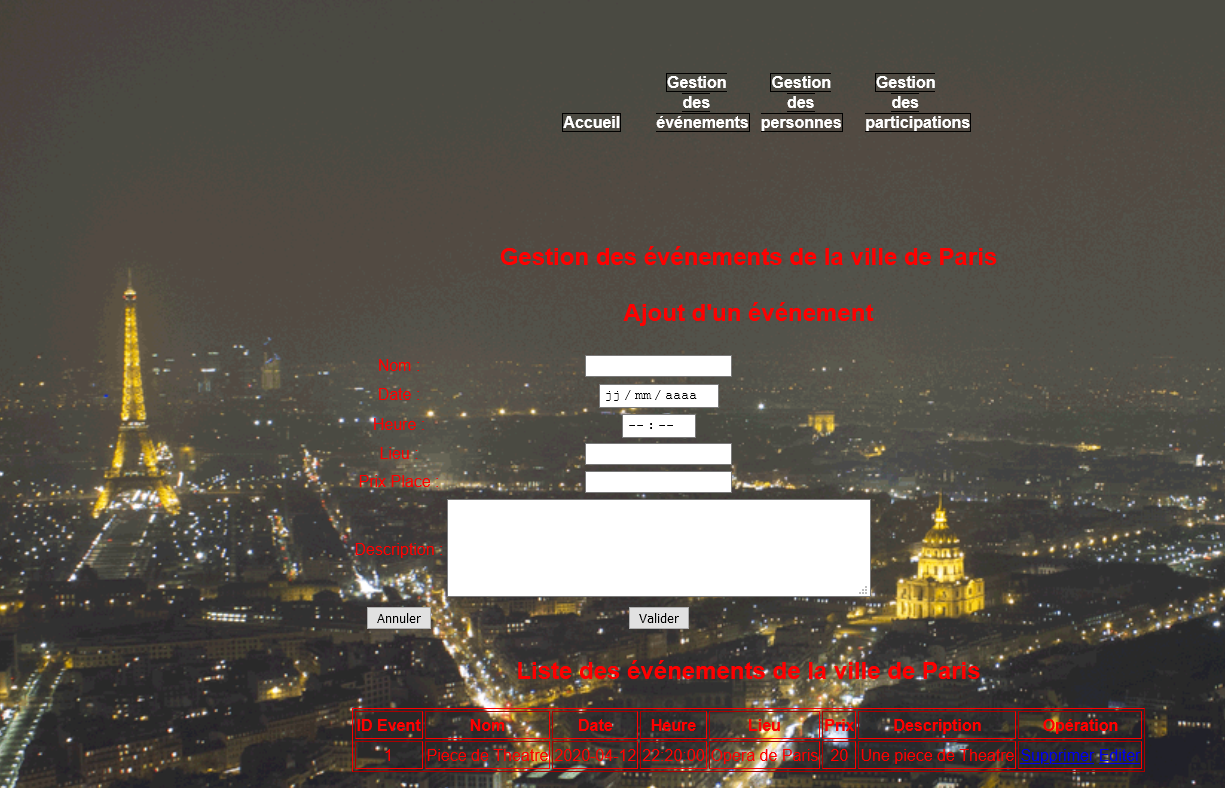 Accueil
Gestion des événements
Gestion des personnes
Gestion des participations
Gestion des événements de la ville de Paris
Ajout d'un événement
Nom :
Date :
jj / mm / aaaa
Heure :
-- : --
Lieu :
Prix Place :
Description :
Annuler
Valider
Liste des événements de la ville de Paris
ID Event Nom Date Heure Lieu Prix Description Opération
1 Piece de Theatre 2020-04-12 22:20:00 Opera de Paris 20 Une piece de Theatre Supprimer Editer